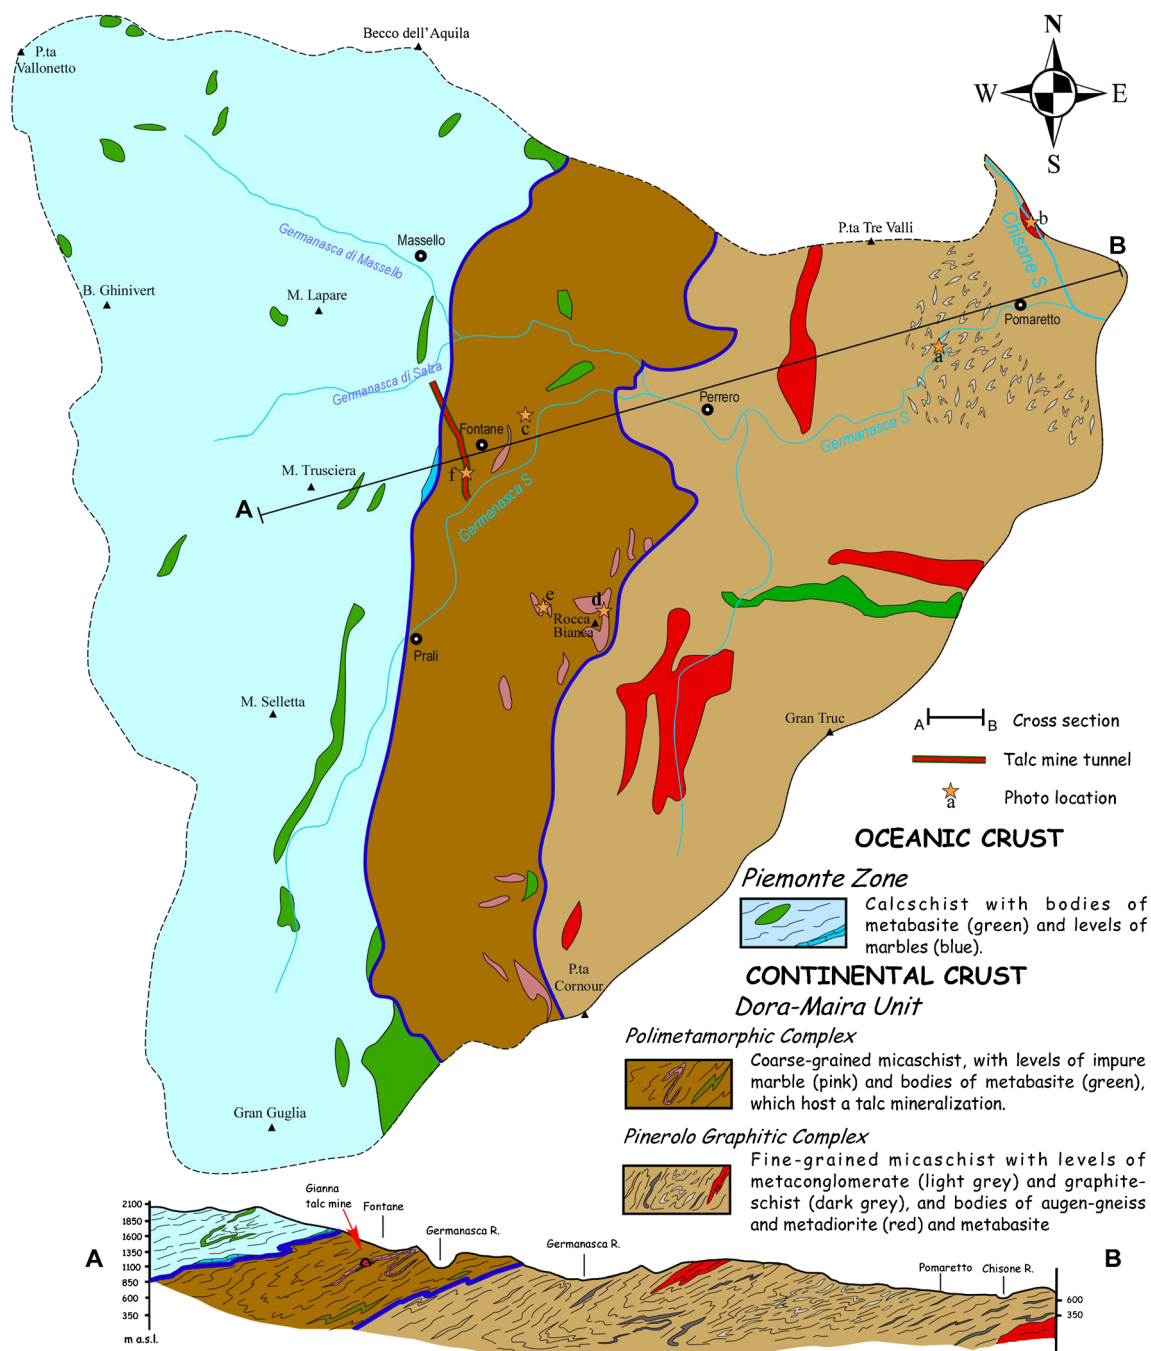 N
W
E
S
Becco dell'Aquila
P.ta
Vallonetto
Germanasca di Massello
Massello
P.ta Tre Valli
b
Chisone S.
B
B. Ghinivert
M. Lapare
Pomaretto
a
Germanasca di Salza
Perrero
Germanasca S.
c
Fontane
M. Trusciera
f
Germanasca S.
A
e
d
Rocca
Bianca
Prali
M. Selletta
Gran Truc
P.ta
Cornour
Gran Guglia
A
B
Cross section
Talc mine tunnel
a
Photo location
OCEANIC CRUST
Piemonte Zone
Calcschist with bodies of
metabasite (green) and levels of
marbles (blue).
CONTINENTAL CRUST
Dora-Maira Unit
Polimetamorphic Complex
Coarse-grained micaschist, with levels of impure
marble (pink) and bodies of metabasite (green),
which host a talc mineralization.
Pinerolo Graphitic Complex
Fine-grained micaschist with levels of
metaconglomerate (light grey) and graphite-
schist (dark grey), and bodies of augen-gneiss
and metadiorite (red) and metabasite
Gianna
talc mine
Fontane
Germanasca R.
Germanasca R.
Pomaretto
Chisone R.
A
B
2100
1850
1600
1350
1100
850
600
350
m a.s.l.
600
350